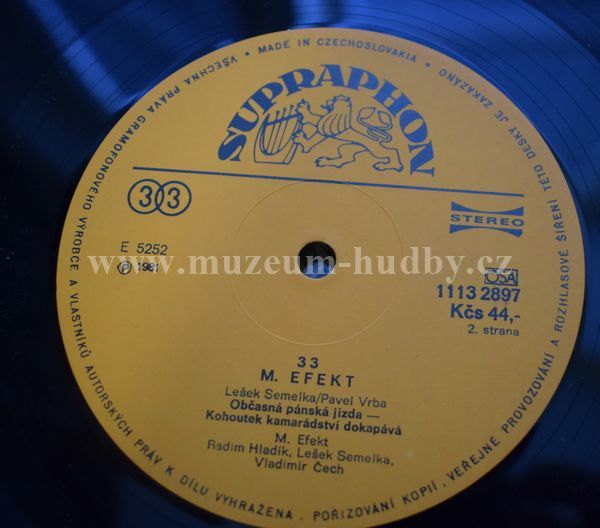 VŠECHNA PRÁVA GRAMOFONOVÉHO VÝROBCE A VLASTNÍKŮ AUTORSKÝCH PRÁV K DÍLU VYHRAŽENA. POŘIZOVÁNÍ KOPIÍ, VEŘEJNÉ PROVOZOVÁNÍ A ROZHLASOVÉ ŠÍŘENÍ TÉTO DESKY JE ZAKÁZÁNO • MADE IN CZECHOSLOVAKIA •
SUPRAPHON
33
STEREO
E 5252
Ⓟ 1981
www.muzeum-hudby.cz
OSA
1113 2897
Kčs 44,-
2. strana
33
M. EFEKT
Lešek Semelka/Pavel Vrba
Občasná pánská jízda —
Kohoutek kamarádství dokapává
M. Efekt
Radim Hladík, Lešek Semelka,
Vladimír Čech